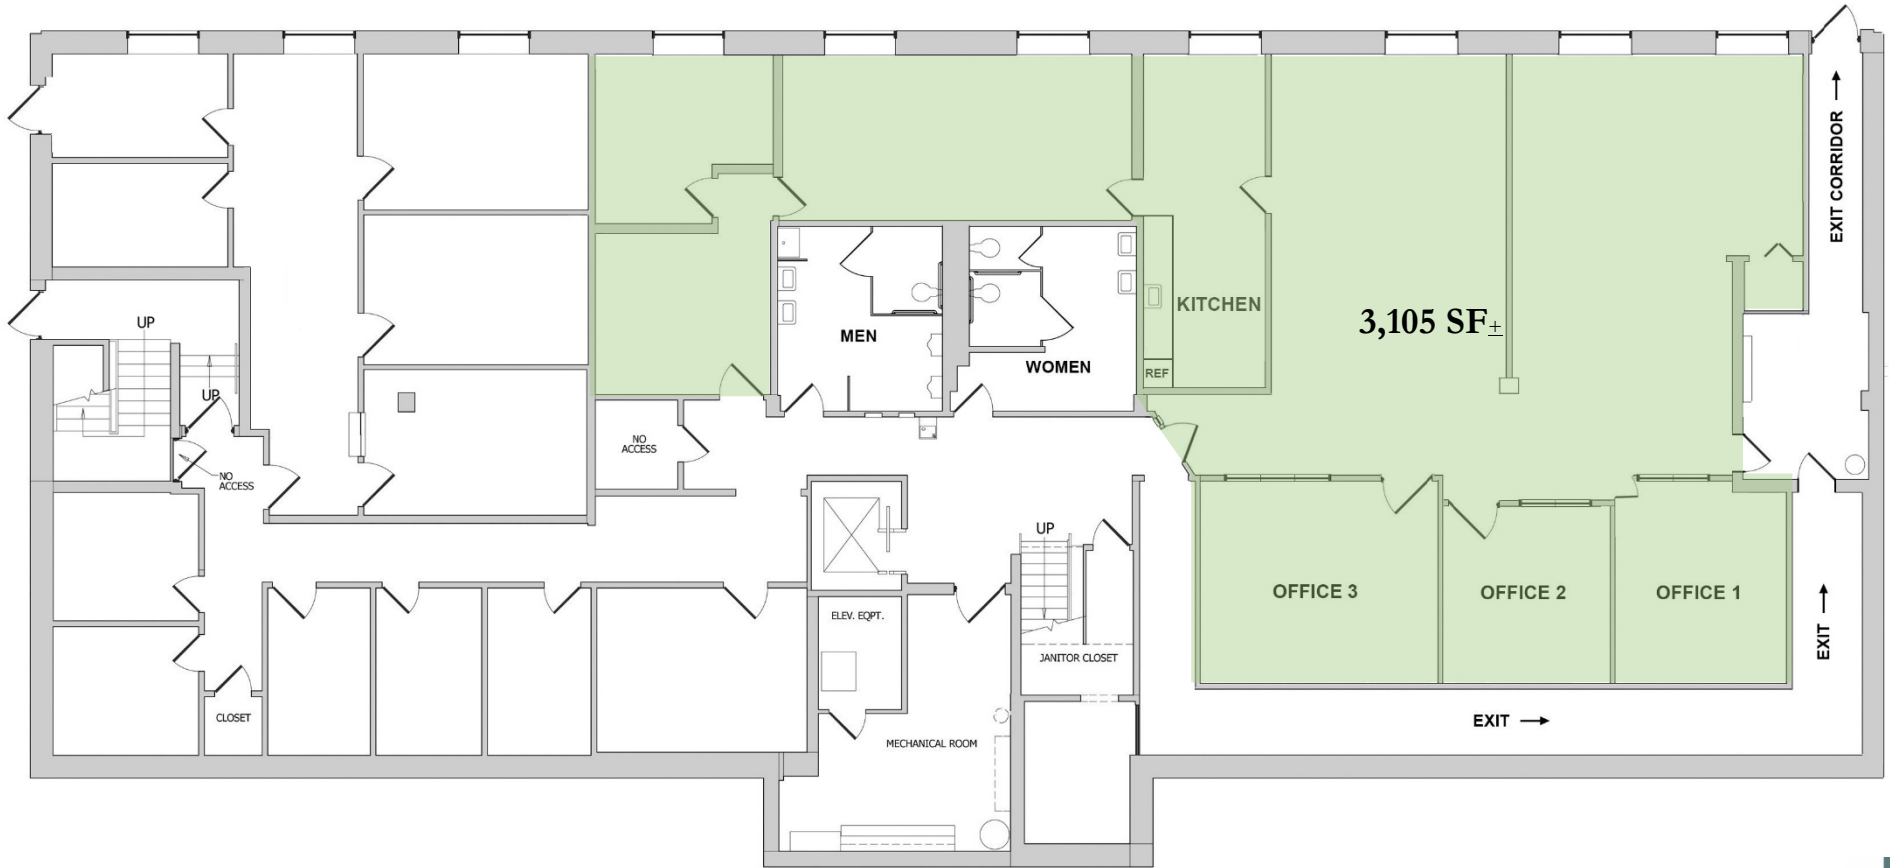 EXIT CORRIDOR
KITCHEN
3,105 SF±
UP
MEN
WOMEN
REF
UP
NO
ACCESS
NO
ACCESS
UP
OFFICE 3
OFFICE 2
OFFICE 1
ELEV. EQPT.
EXIT
JANITOR CLOSET
CLOSET
EXIT
MECHANICAL ROOM